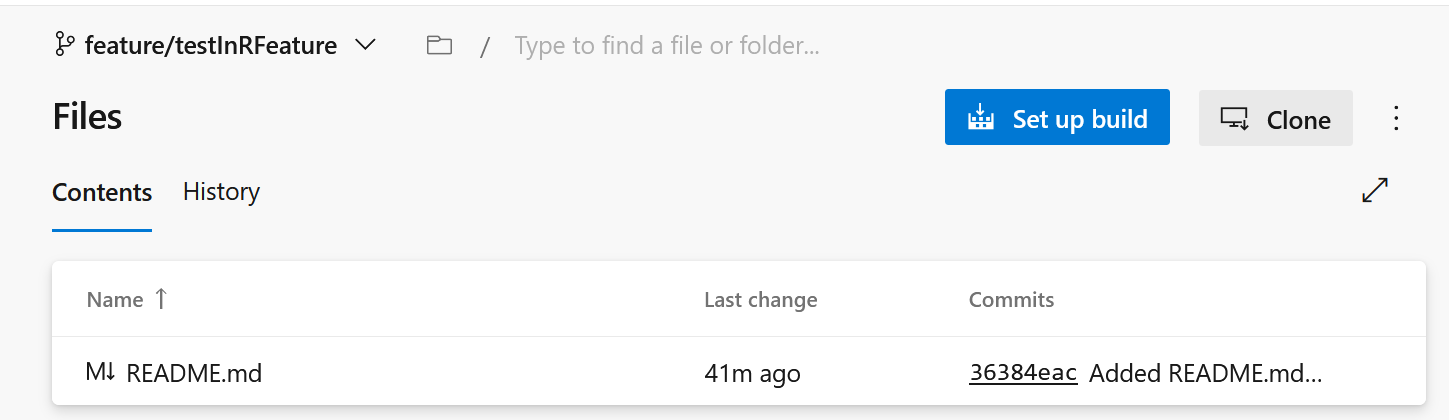 feature/testInRFeature / Type to find a file or folder...
Files Set up build Clone
Contents History
Name ↑ Last change Commits
M↓ README.md 41m ago 36384eac Added README.md...